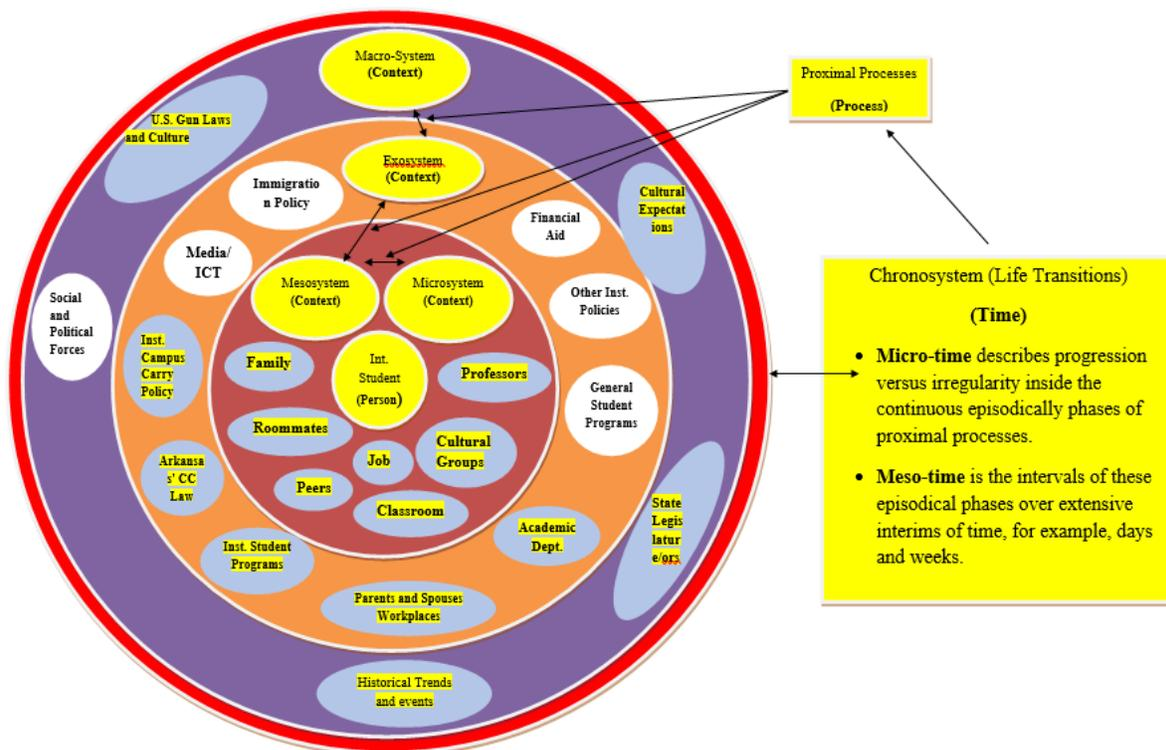 Macro-System
(Context)
Proximal Processes
(Process)
U.S. Gun Laws
and Culture
Exosystem
(Context)
Immigratio
n Policy
Cultural
Expectat
ions
Financial
Aid
Media/
ICT
Mesosystem
(Context)
Microsystem
(Context)
Other Inst.
Policies
Social
and
Political
Forces
Inst.
Campus
Carry
Policy
Family
Int.
Student
(Person)
Professors
General
Student
Programs
Roommates
Job
Cultural
Groups
Peers
Classroom
Arkansa
s' CC
Law
Academic
Dept.
State
Legis
latur
e/ors
Inst. Student
Programs
Parents and Spouses
Workplaces
Historical Trends
and events
Chronosystem (Life Transitions)
(Time)
• Micro-time describes progression
versus irregularity inside the
continuous episodically phases of
proximal processes.
• Meso-time is the intervals of these
episodical phases over extensive
interims of time, for example, days
and weeks.